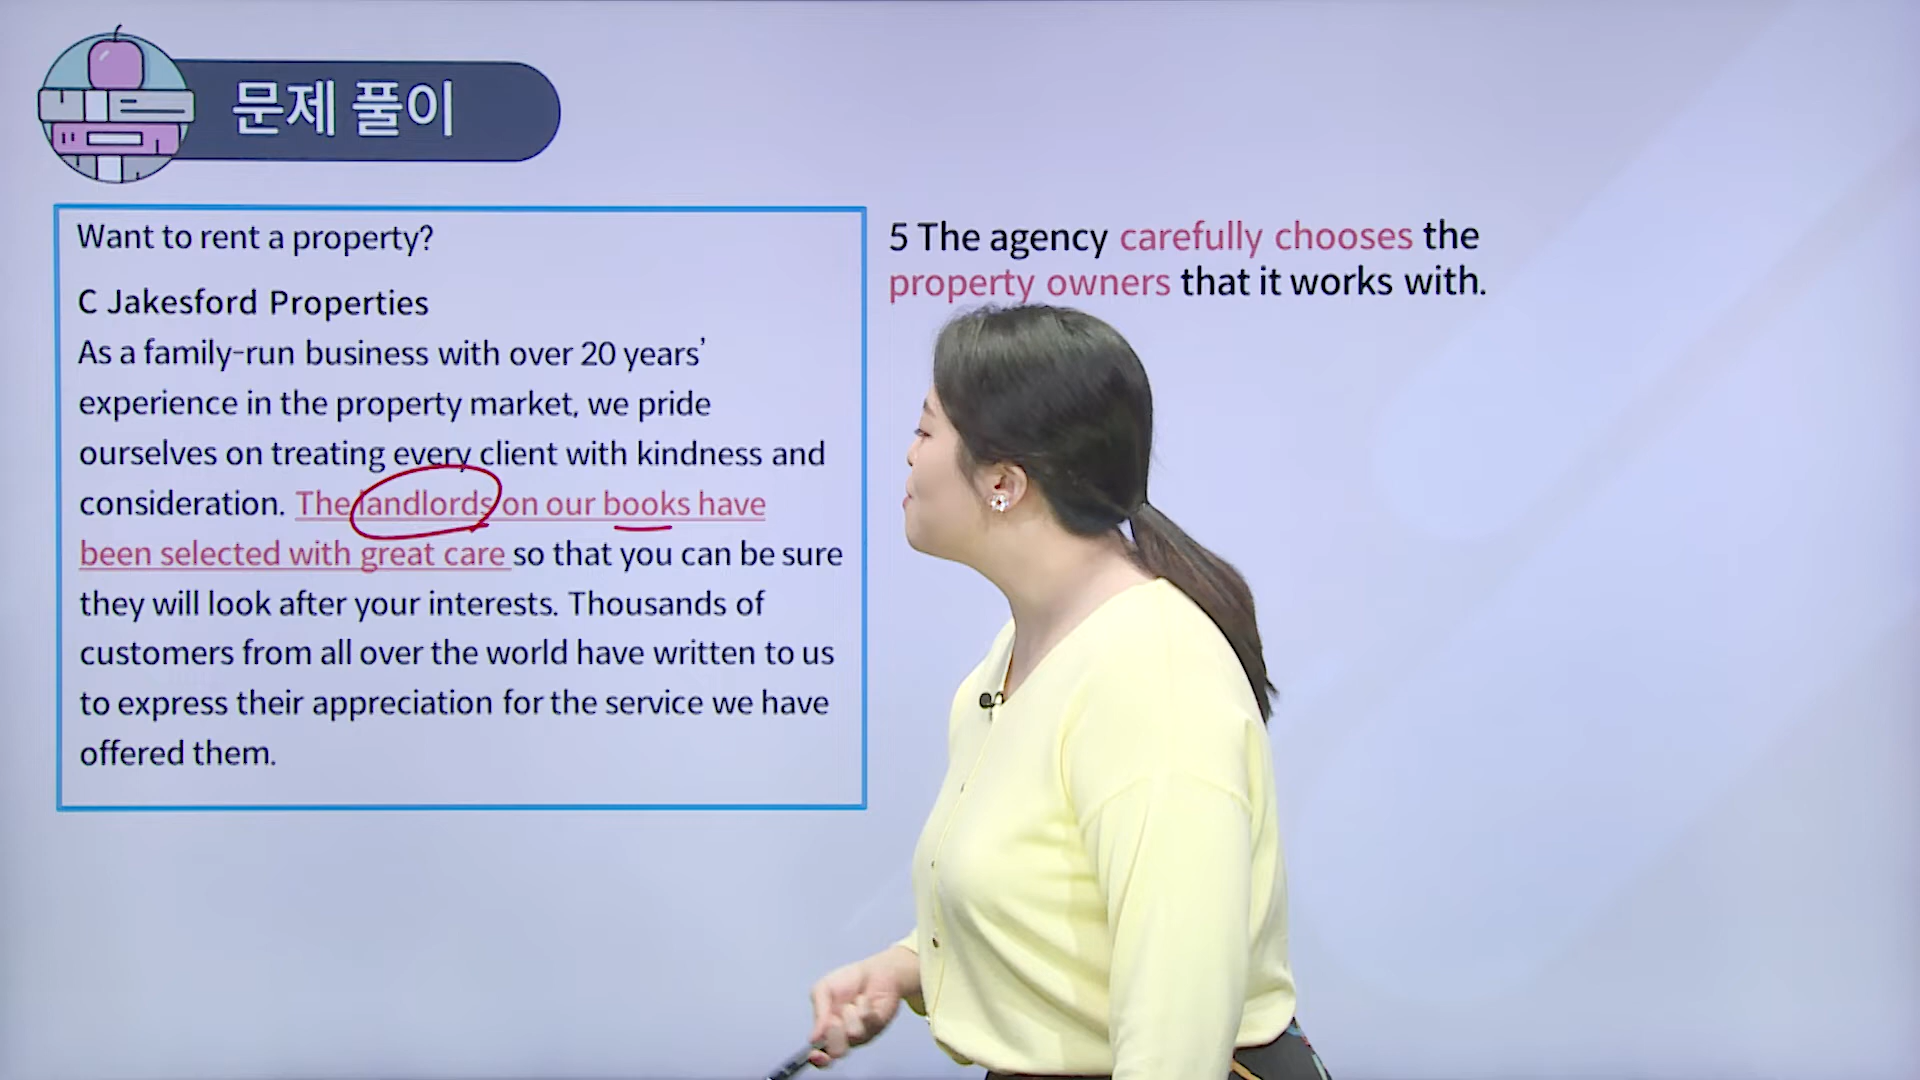 문제 풀이
Want to rent a property?
C Jakesford Properties
As a family-run business with over 20 years’
experience in the property market, we pride
ourselves on treating every client with kindness and
consideration. The landlords on our books have
been selected with great care so that you can be sure
they will look after your interests. Thousands of
customers from all over the world have written to us
to express their appreciation for the service we have
offered them.
5 The agency carefully chooses the
property owners that it works with.